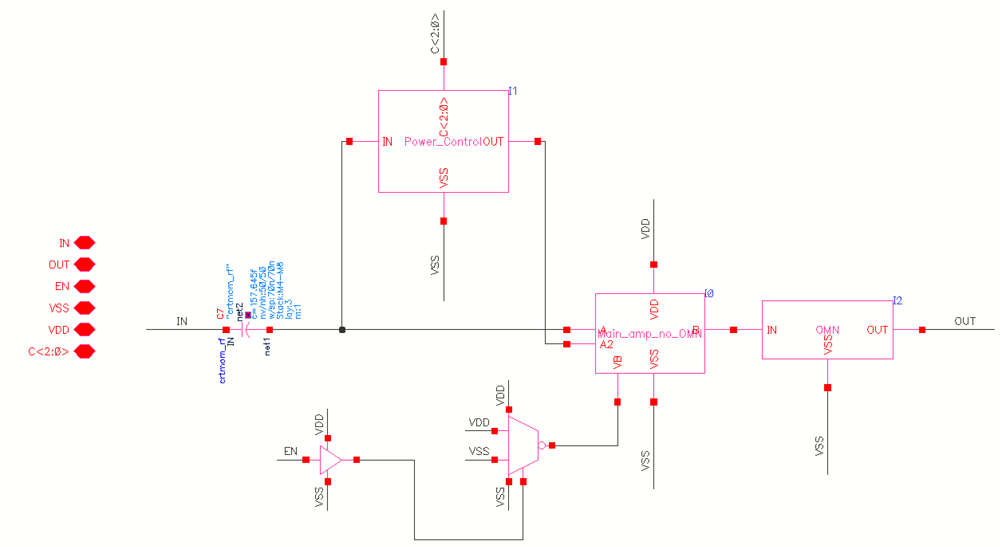 C<2:0>
I1
C<2:0>
IN
Power_Control
OUT
VSS
VSS
IN
OUT
EN
VSS
VDD
C<2:0>
IN
C7
"crtmom_rf"
net2
c=157.645f
nv/nh:50/50
w/sp:70n/70n
Stack:M4-M6
lay:3
m:1
crtmom_rf
IN
net1
VDD
I0
VDD
A
Main_amp_no_OMN
B
A2
VB
VSS
VSS
I2
IN
OMN
OUT
VSS
OUT
VSS
VDD
EN
VSS
VDD
VDD
VSS
VSS